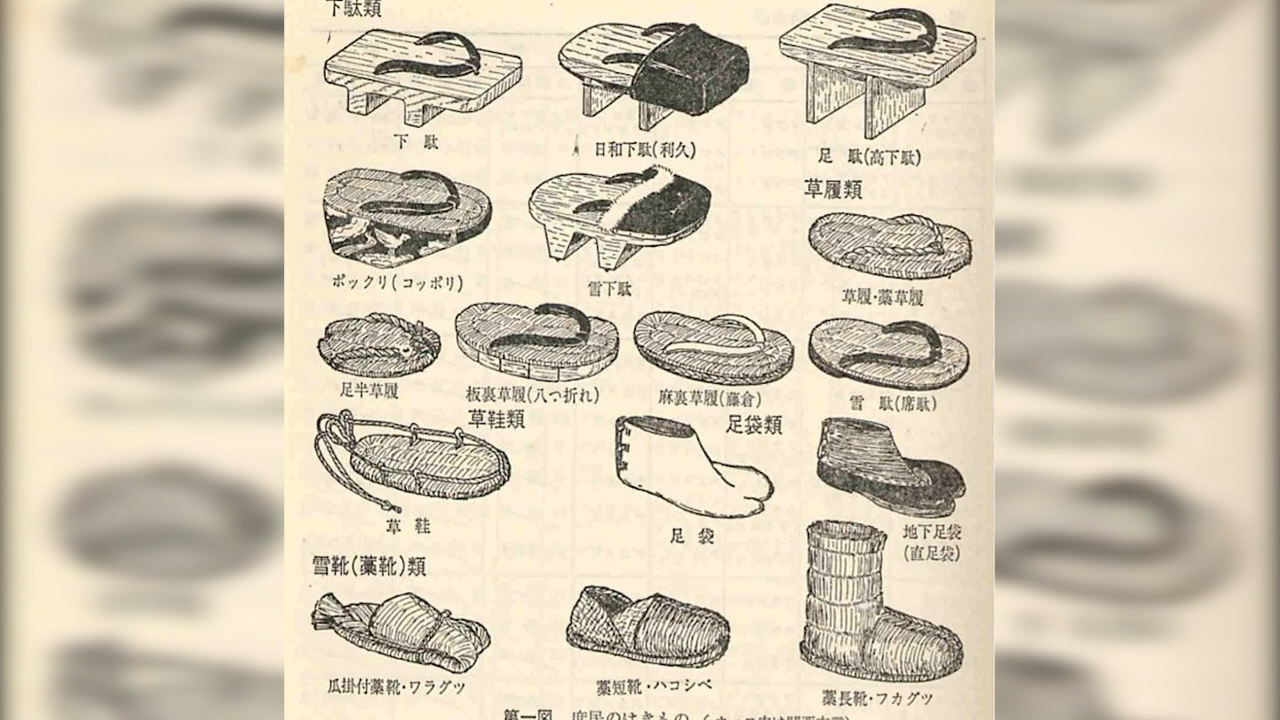 下駄類
下駄
日和下駄(利久)
足駄(高下駄)
ポックリ(コッポリ)
雪下駄
草履類
草履・藁草履
足半草履
板裏草履(八つ折れ)
麻裏草履(藤倉)
雪駄(席駄)
草鞋類
草鞋
足袋類
足袋
地下足袋
(直足袋)
雪靴(藁靴)類
瓜掛付藁靴・ワラグツ
藁短靴・ハコシベ
藁長靴・フカグツ
第一図 庶民のはきもの